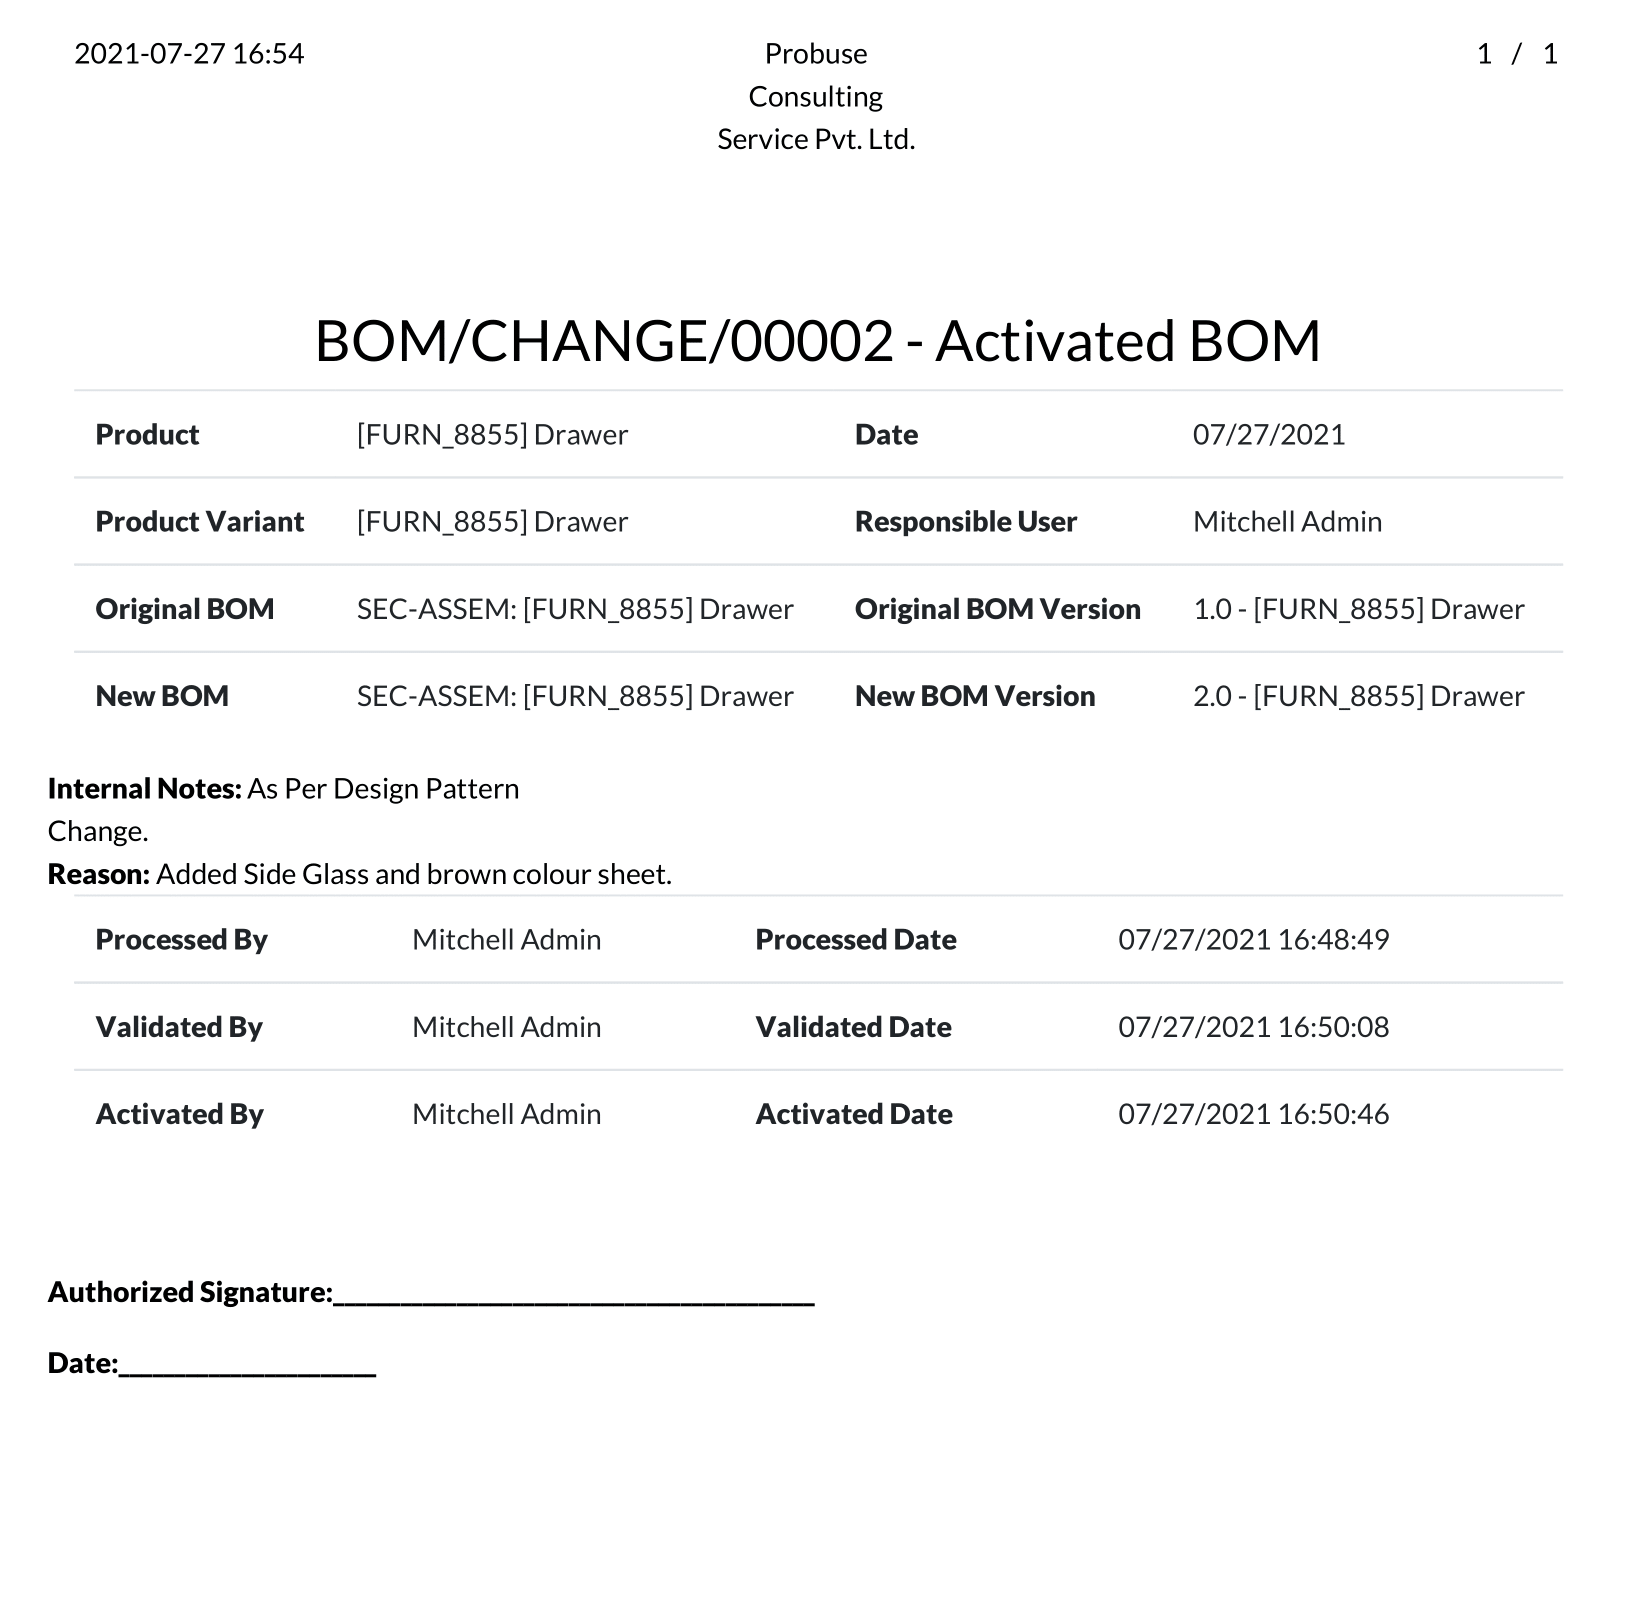 2021-07-27 16:54 Probuse 1 / 1
Consulting
Service Pvt. Ltd.
BOM/CHANGE/00002 - Activated BOM
Product [FURN_8855] Drawer Date 07/27/2021
Product Variant [FURN_8855] Drawer Responsible User Mitchell Admin
Original BOM SEC-ASSEM: [FURN_8855] Drawer Original BOM Version 1.0 - [FURN_8855] Drawer
New BOM SEC-ASSEM: [FURN_8855] Drawer New BOM Version 2.0 - [FURN_8855] Drawer
Internal Notes: As Per Design Pattern
Change.
Reason: Added Side Glass and brown colour sheet.
Processed By Mitchell Admin Processed Date 07/27/2021 16:48:49
Validated By Mitchell Admin Validated Date 07/27/2021 16:50:08
Activated By Mitchell Admin Activated Date 07/27/2021 16:50:46
Authorized Signature:__________________________________
Date:__________________